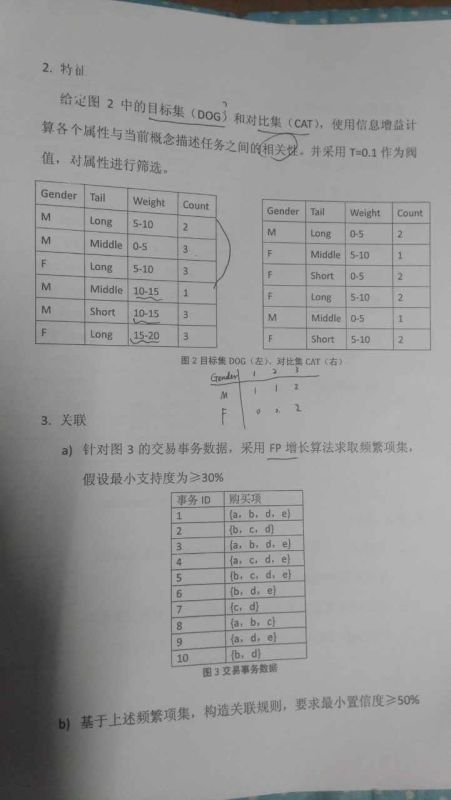 2. 特征
给定图 2 中的目标集（DOG）和对比集（CAT），使用信息增益计
算各个属性与当前概念描述任务之间的相关性。并采用 T=0.1 作为阀
值，对属性进行筛选。
Gender Tail Weight Count
M Long 5-10 2
M Middle 0-5 3
F Long 5-10 3
M Middle 10-15 1
M Short 10-15 3
F Long 15-20 3
Gender Tail Weight Count
M Long 0-5 2
F Middle 5-10 1
F Short 0-5 2
F Long 5-10 2
M Middle 0-5 1
F Short 5-10 2
图 2 目标集 DOG（左）、对比集 CAT（右）
Gender 1 2 3
M 1 1 2
F 0 2 2
3. 关联
a) 针对图 3 的交易事务数据，采用 FP 增长算法求取频繁项集，
假设最小支持度为≥30%
事务 ID 购买项
1 {a，b，d，e}
2 {b，c，d}
3 {a，b，d，e}
4 {a，c，d，e}
5 {b，c，d，e}
6 {b，d，e}
7 {c，d}
8 {a，b，c}
9 {a，d，e}
10 {b，d}
图 3 交易事务数据
b) 基于上述频繁项集，构造关联规则，要求最小置信度≥50%